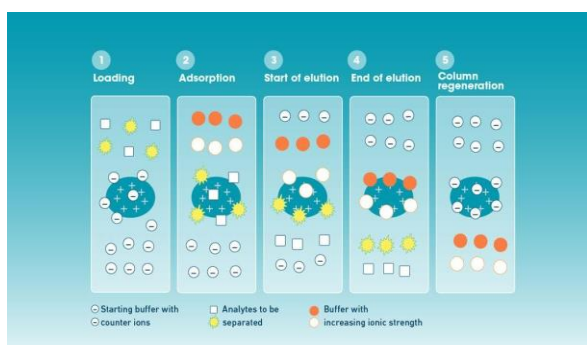 1
Loading
2
Adsorption
3
Start of elution
4
End of elution
5
Column
regeneration
Starting buffer with
counter ions
Analytes to be
separated
Buffer with
increasing ionic strength